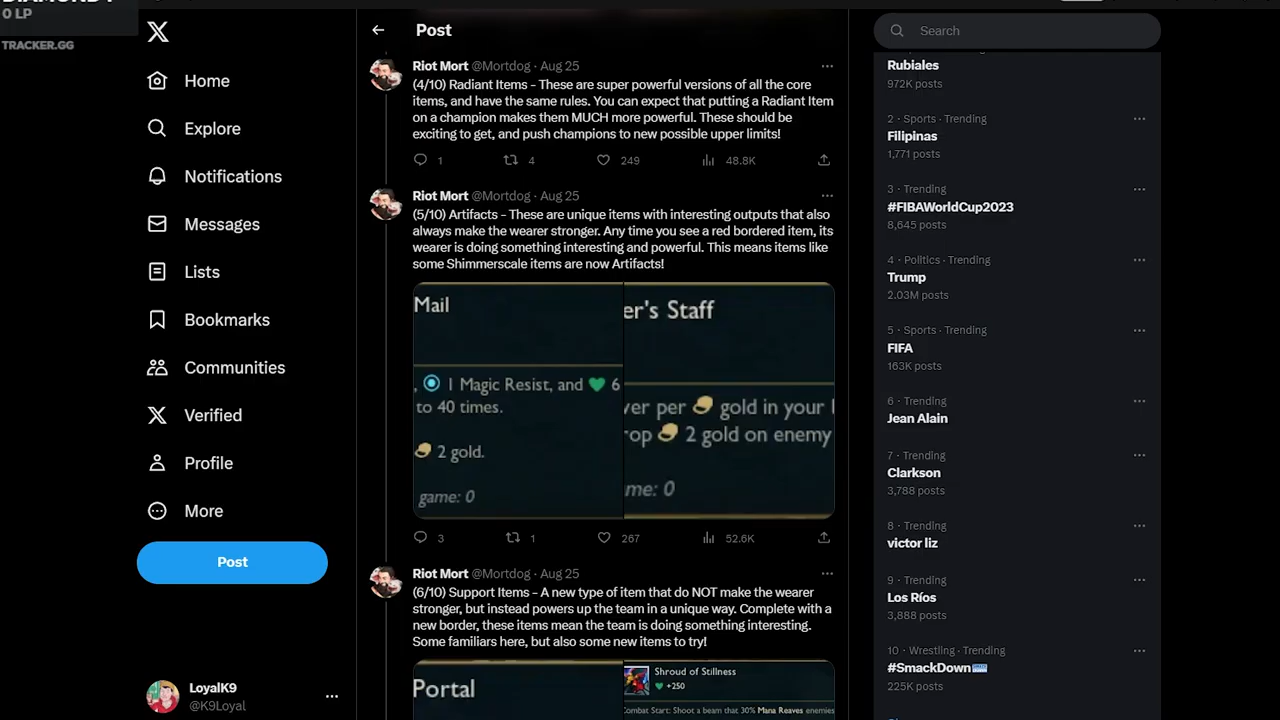 0 LP
TRACKER.GG
Home
Explore
Notifications
Messages
Lists
Bookmarks
Communities
Verified
Profile
More
Post
LoyalK9
@K9Loyal
Post
Riot Mort @Mortdog · Aug 25
(4/10) Radiant Items - These are super powerful versions of all the core
items, and have the same rules. You can expect that putting a Radiant Item
on a champion makes them MUCH more powerful. These should be
exciting to get, and push champions to new possible upper limits!
1 4 249 48.8K
Riot Mort @Mortdog · Aug 25
(5/10) Artifacts - These are unique items with interesting outputs that also
always make the wearer stronger. Any time you see a red bordered item, its
wearer is doing something interesting and powerful. This means items like
some Shimmerscale items are now Artifacts!
Mail
, 1 Magic Resist, and 6
to 40 times.
2 gold.
game: 0
er's Staff
ver per gold in your
rop 2 gold on enemy
me: 0
3 1 267 52.6K
Riot Mort @Mortdog · Aug 25
(6/10) Support Items - A new type of item that do NOT make the wearer
stronger, but instead powers up the team in a unique way. Complete with a
new border, these items mean the team is doing something interesting.
Some familiars here, but also some new items to try!
Portal
Shroud of Stillness
+250
Combat Start: Shoot a beam that 30% Mana Reaves enemies
Search
Rubiales
972K posts
2 · Sports · Trending
Filipinas
1,771 posts
3 · Trending
#FIBAWorldCup2023
8,645 posts
4 · Politics · Trending
Trump
2.03M posts
5 · Sports · Trending
FIFA
163K posts
6 · Trending
Jean Alain
7 · Trending
Clarkson
3,788 posts
8 · Trending
victor liz
9 · Trending
Los Ríos
3,888 posts
10 · Wrestling · Trending
#SmackDown
225K posts